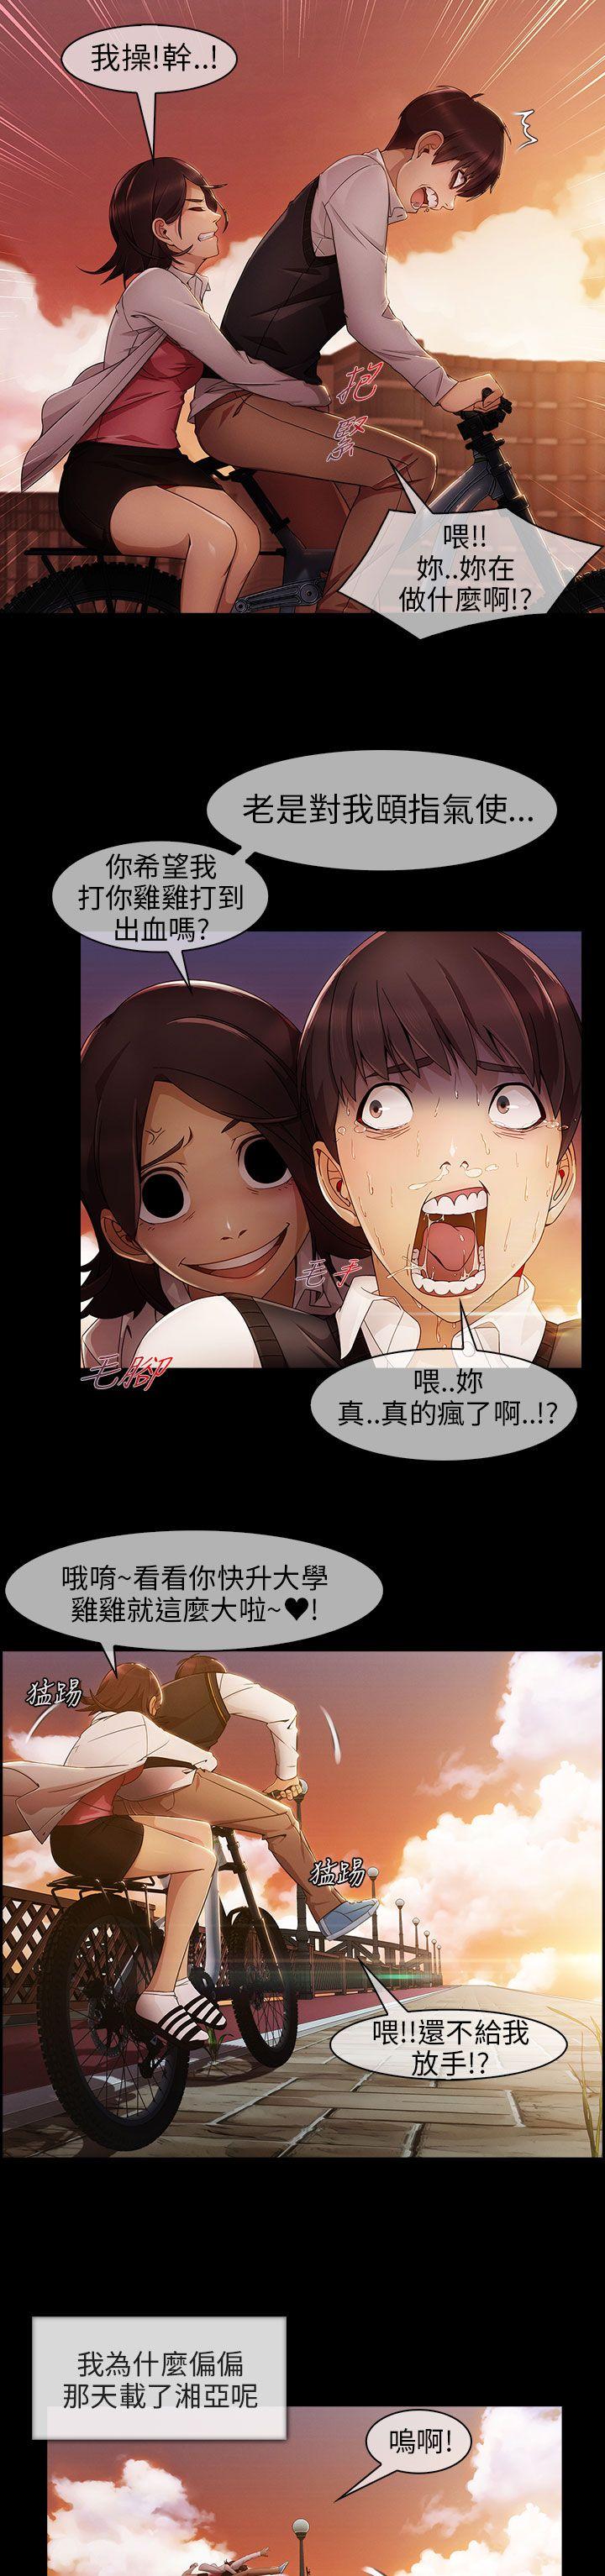 我操!幹..!
抱
緊
喂!!
妳..妳在
做什麼啊!?
老是對我頤指氣使...
你希望我
打你雞雞打到
出血嗎?
毛手
毛腳
喂..妳
真..真的瘋了啊..!?
哦唷~看看你快升大學
雞雞就這麼大啦~♥!
猛踢
猛踢
喂!!還不給我
放手!?
我為什麼偏偏
那天載了湘亞呢
嗚啊!